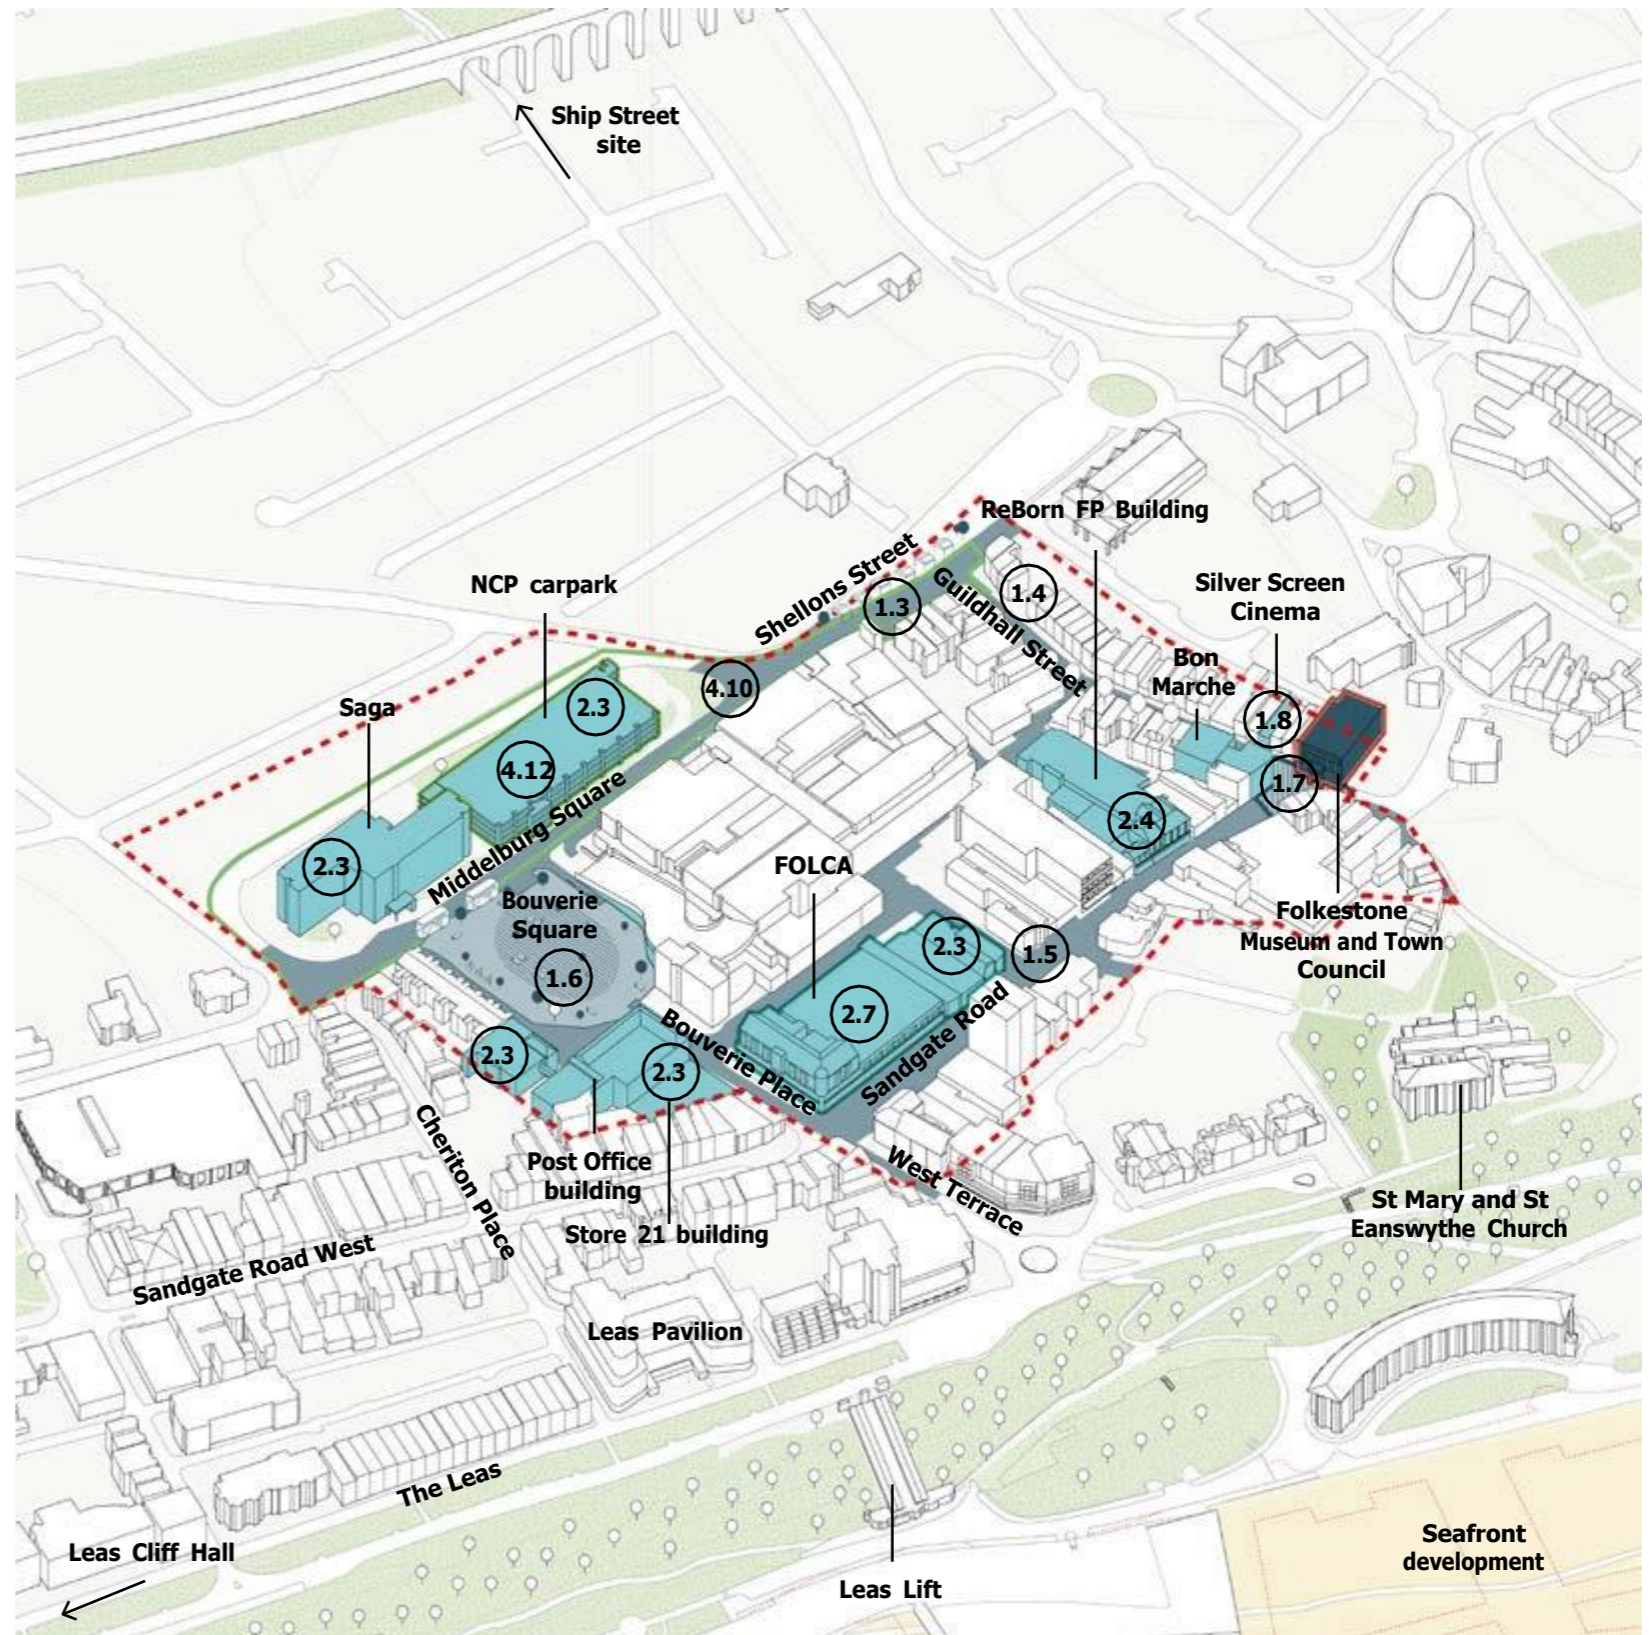 Ship Street
site
ReBorn FP Building
Shellons Street
NCP carpark
Silver Screen
Cinema
1.3
1.4
Guildhall Street
Bon
Marche
4.10
2.3
Saga
1.8
4.12
1.7
Middelburg Square
2.4
2.3
FOLCA
Bouverie
Square
1.6
2.3
1.5
Folkestone
Museum and Town
Council
2.7
Sandgate Road
Bouverie Place
2.3
2.3
Cheriton Place
Post Office
building
Store 21 building
West Terrace
St Mary and St
Eanswythe Church
Sandgate Road West
Leas Pavilion
The Leas
Leas Cliff Hall
Seafront
development
Leas Lift